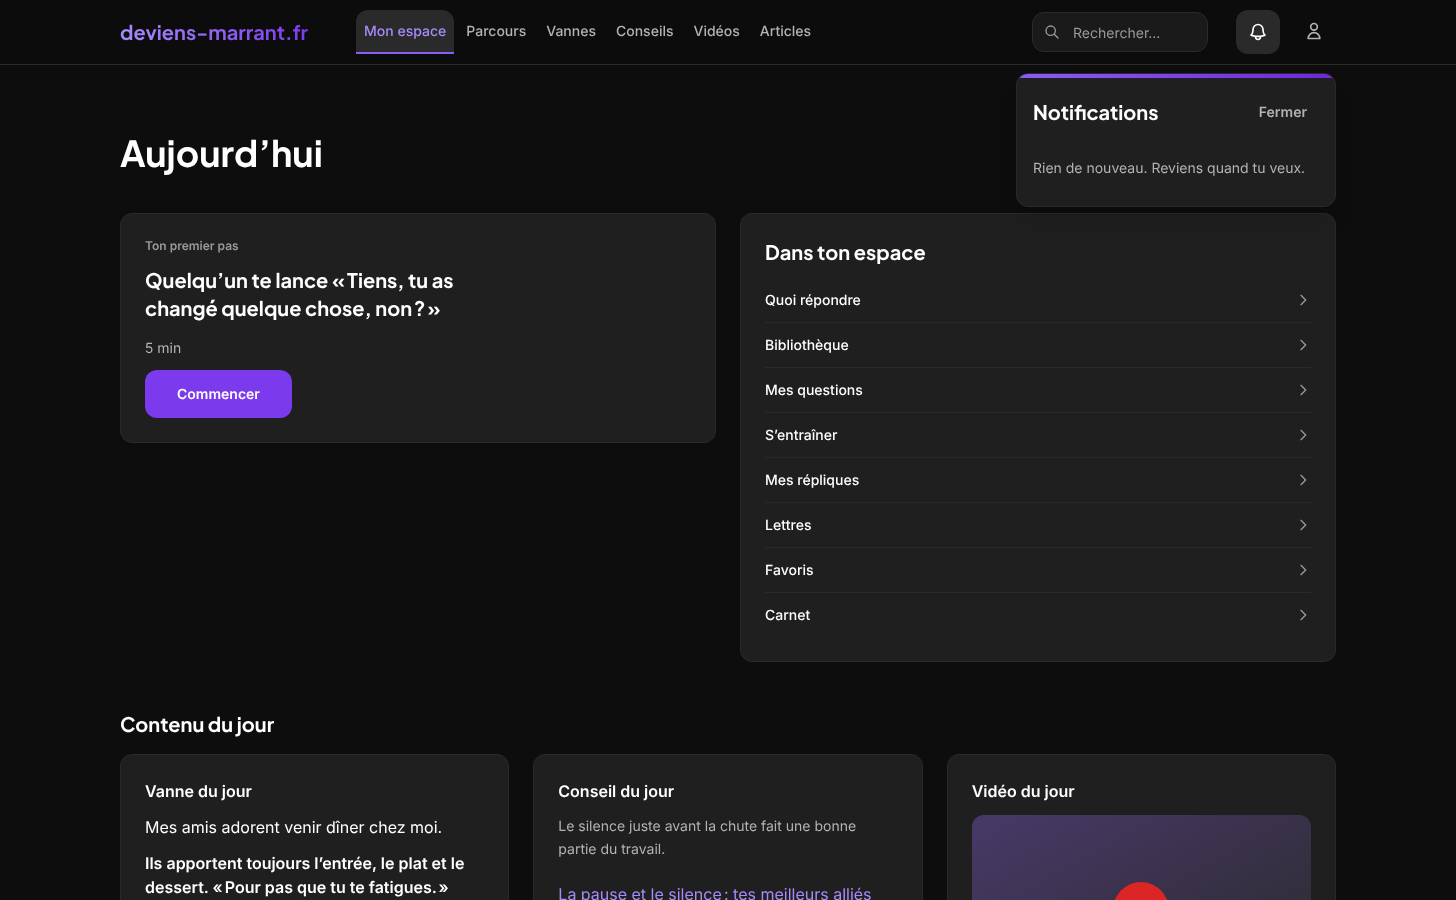 deviens-marrant.fr
Mon espace
Parcours
Vannes
Conseils
Vidéos
Articles
Rechercher...
Notifications
Fermer
Rien de nouveau. Reviens quand tu veux.
Aujourd’hui
Ton premier pas
Quelqu’un te lance « Tiens, tu as
changé quelque chose, non ? »
5 min
Commencer
Dans ton espace
Quoi répondre
Bibliothèque
Mes questions
S’entraîner
Mes répliques
Lettres
Favoris
Carnet
Contenu du jour
Vanne du jour
Mes amis adorent venir dîner chez moi.
Ils apportent toujours l’entrée, le plat et le
dessert. « Pour pas que tu te fatigues. »
Conseil du jour
Le silence juste avant la chute fait une bonne
partie du travail.
La pause et le silence : tes meilleurs alliés
Vidéo du jour